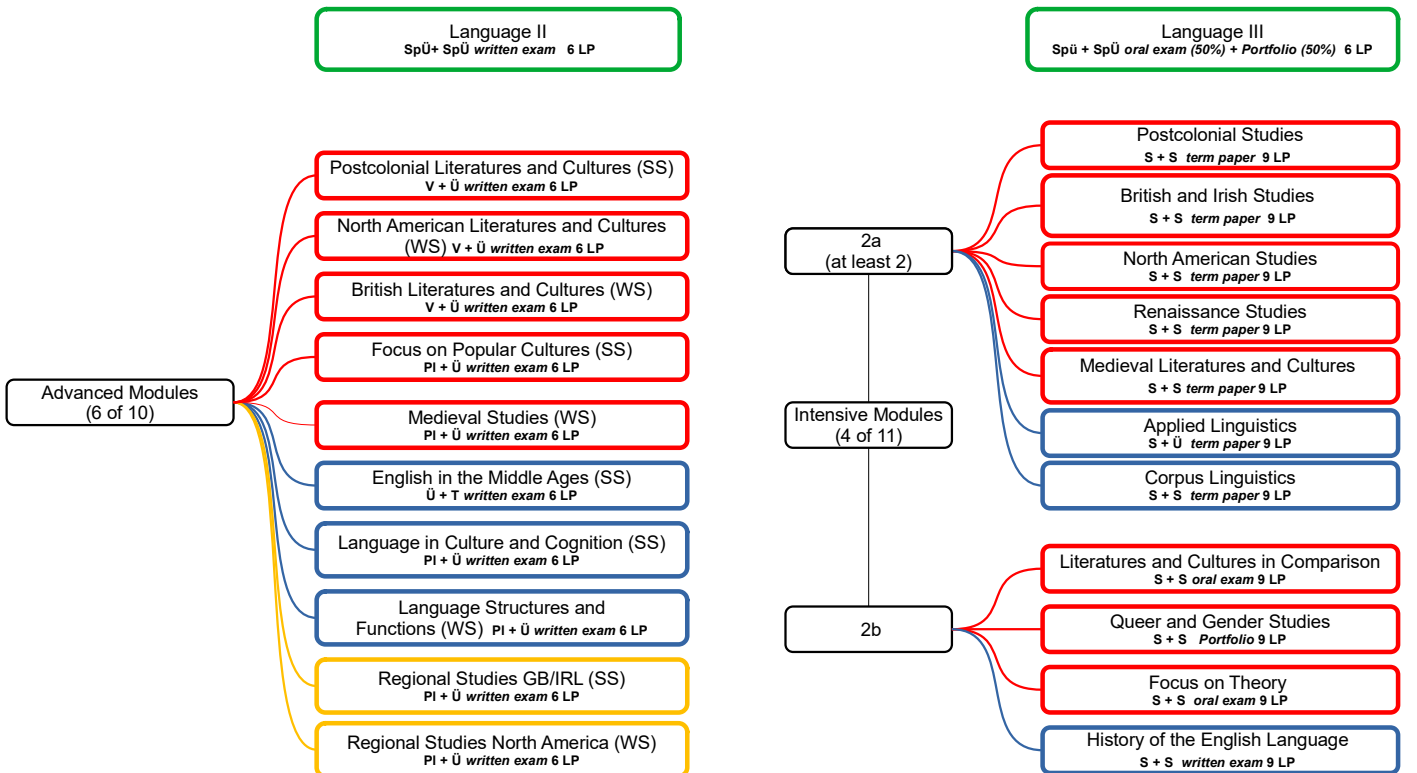 Language II
SpÜ+ SpÜ written exam 6 LP
Language III
Spü + SpÜ oral exam (50%) + Portfolio (50%) 6 LP
Advanced Modules
(6 of 10)
Postcolonial Literatures and Cultures (SS)
V + Ü written exam 6 LP
North American Literatures and Cultures
(WS) V + Ü written exam 6 LP
British Literatures and Cultures (WS)
V + Ü written exam 6 LP
Focus on Popular Cultures (SS)
PI + Ü written exam 6 LP
Medieval Studies (WS)
PI + Ü written exam 6 LP
English in the Middle Ages (SS)
Ü + T written exam 6 LP
Language in Culture and Cognition (SS)
PI + Ü written exam 6 LP
Language Structures and
Functions (WS) PI + Ü written exam 6 LP
Regional Studies GB/IRL (SS)
PI + Ü written exam 6 LP
Regional Studies North America (WS)
PI + Ü written exam 6 LP
Intensive Modules
(4 of 11)
2a
(at least 2)
Postcolonial Studies
S + S term paper 9 LP
British and Irish Studies
S + S term paper 9 LP
North American Studies
S + S term paper 9 LP
Renaissance Studies
S + S term paper 9 LP
Medieval Literatures and Cultures
S + S term paper 9 LP
Applied Linguistics
S + Ü term paper 9 LP
Corpus Linguistics
S + S term paper 9 LP
2b
Literatures and Cultures in Comparison
S + S oral exam 9 LP
Queer and Gender Studies
S + S Portfolio 9 LP
Focus on Theory
S + S oral exam 9 LP
History of the English Language
S + S written exam 9 LP